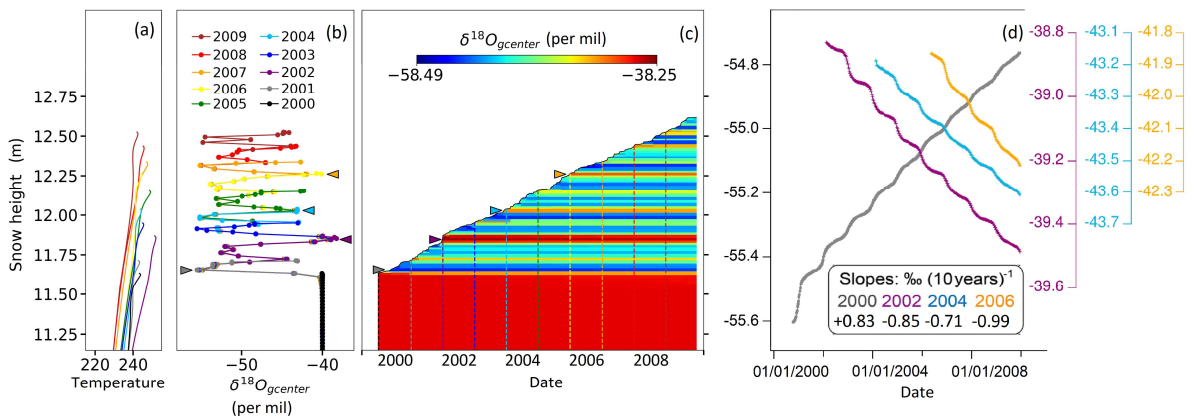 (a)
(b)
(c)
(d)
Snow height (m)
12.75
12.50
12.25
12.00
11.75
11.50
11.25
220 240
Temperature
2009 2004
2008 2003
2007 2002
2006 2001
2005 2000
−50 −40
δ¹⁸O_gcenter
(per mil)
δ¹⁸O_gcenter (per mil)
−58.49 −38.25
2000 2002 2004 2006 2008
Date
-54.8
-55.0
-55.2
-55.4
-55.6
-38.8
-39.0
-39.2
-39.4
-39.6
-43.1
-43.2
-43.3
-43.4
-43.5
-43.6
-43.7
-41.8
-41.9
-42.0
-42.1
-42.2
-42.3
Slopes: ‰ (10years)⁻¹
2000 2002 2004 2006
+0.83 -0.85 -0.71 -0.99
01/01/2000 01/01/2004 01/01/2008
Date